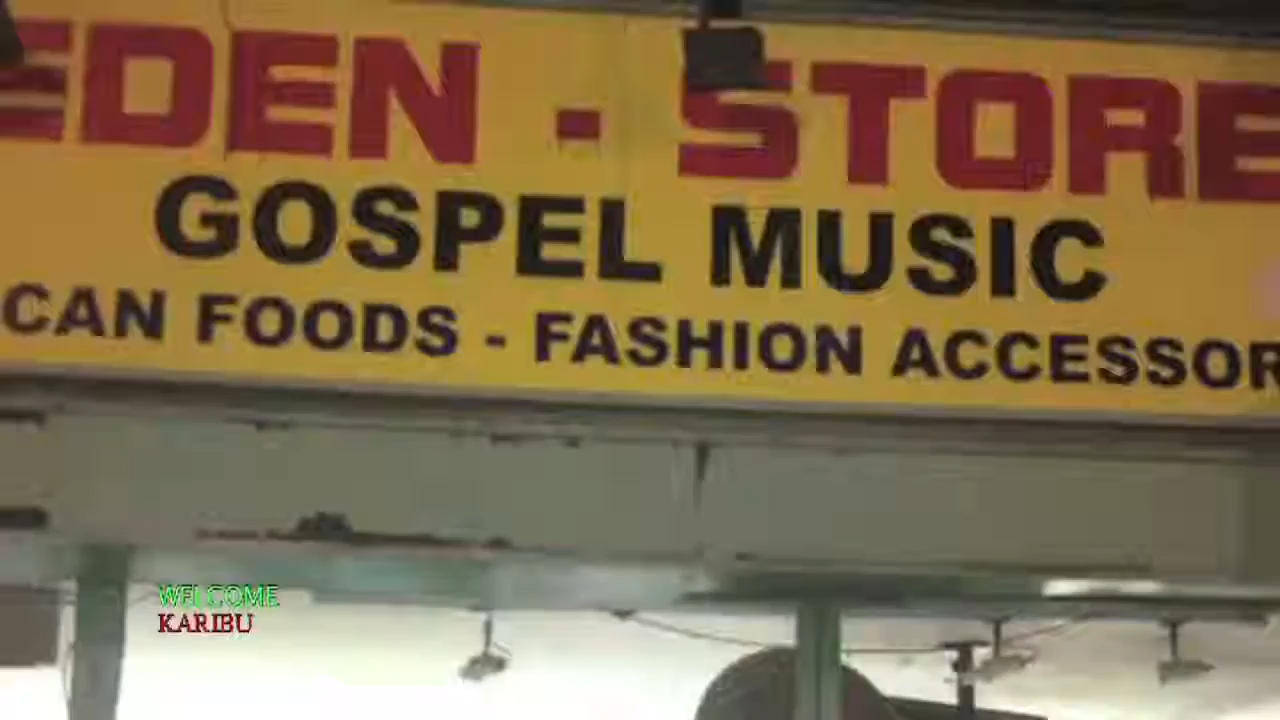 EDEN - STORE
GOSPEL MUSIC
CAN FOODS - FASHION ACCESSOR
WELCOME
KARIBU